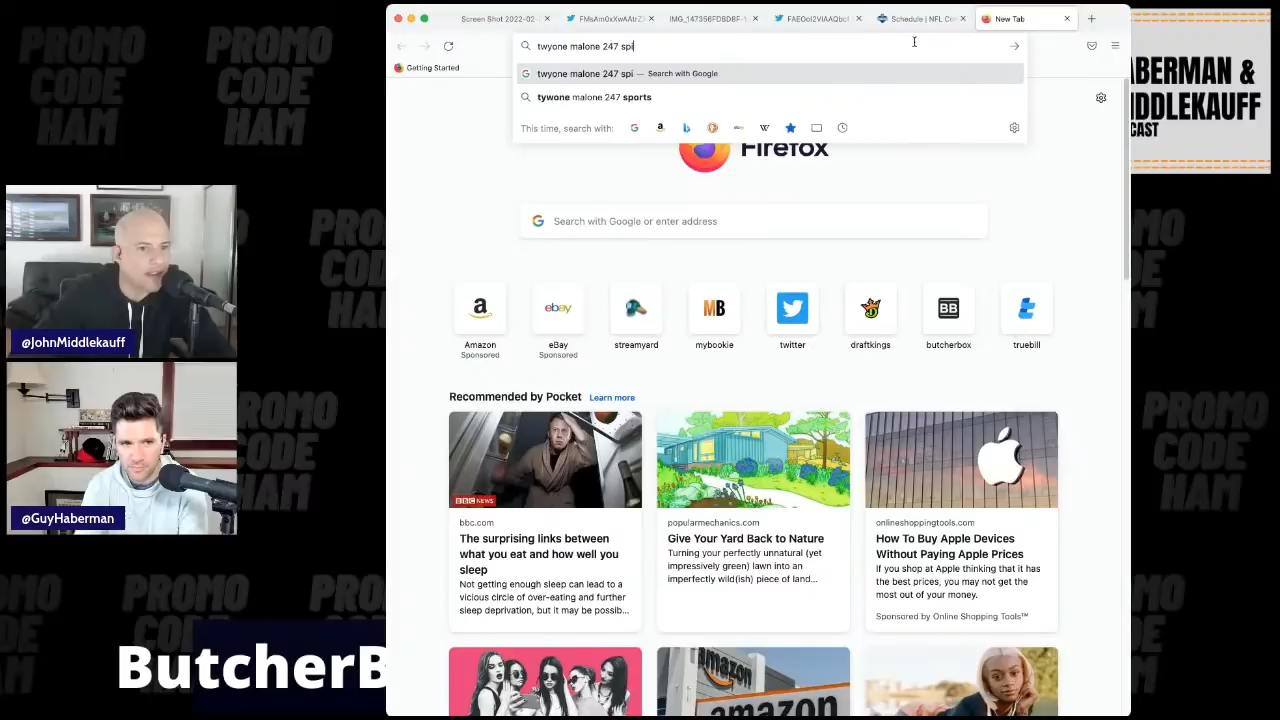 Screen Shot 2022-02-
FMsAm0xXwAAtrZ
IMG_147356FDBD8F-1
FAEOol2VIAAQbcl
Schedule | NFL Co
New Tab
twyone malone 247 spi
Getting Started
twyone malone 247 spi — Search with Google
tywone malone 247 sports
This time, search with:
Firefox
Search with Google or enter address
Amazon
Sponsored
eBay
Sponsored
streamyard
mybookie
twitter
draftkings
butcherbox
truebill
Recommended by Pocket
Learn more
BBC NEWS
bbc.com
The surprising links between
what you eat and how well you
sleep
Not getting enough sleep can lead to a
vicious circle of over-eating and further
sleep deprivation, but it may be possib...
popularmechanics.com
Give Your Yard Back to Nature
Turning your perfectly unnatural (yet
impressively green) lawn into an
imperfectly wild(ish) piece of land...
onlineshoppingtools.com
How To Buy Apple Devices
Without Paying Apple Prices
If you shop at Apple thinking that it has
the best prices, you may not get the
most out of your money.
Sponsored by Online Shopping Tools™
amazon
amazon
@JohnMiddlekauff
@GuyHaberman
ABERMAN &
IDDLEKAUFF
CAST
ButcherB
PROMO
CODE
HAM